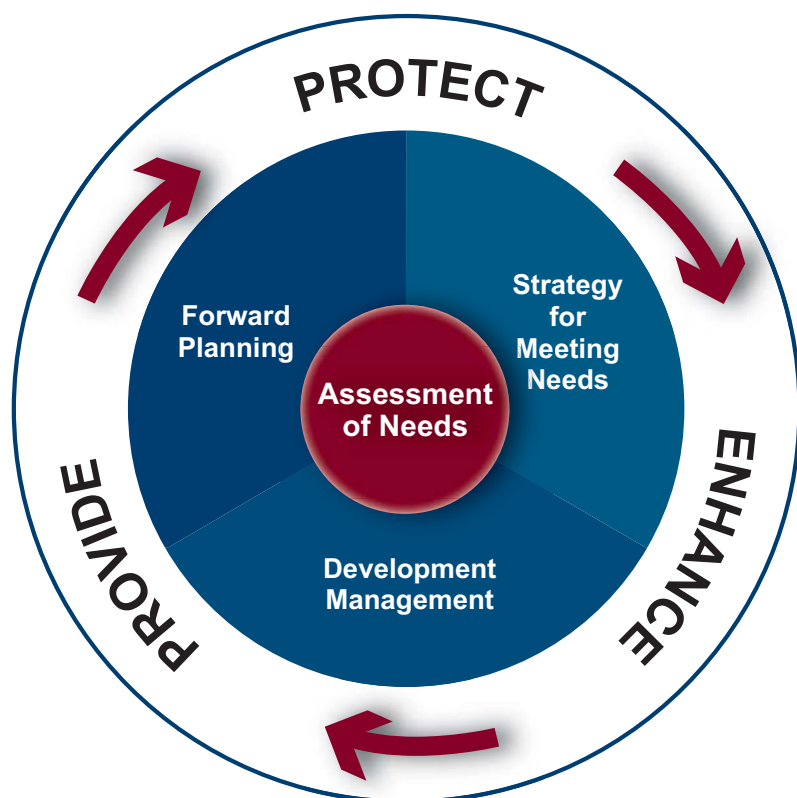 PROTECT
Strategy
for
Meeting
Needs
Forward
Planning
Assessment
of Needs
ENHANCE
PROVIDE
Development
Management